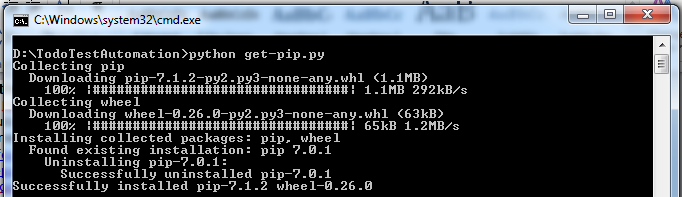 C:\Windows\system32\cmd.exe
D:\TodoTestAutomation>python get-pip.py
Collecting pip
  Downloading pip-7.1.2-py2.py3-none-any.whl (1.1MB)
    100% |################################| 1.1MB 292kB/s
Collecting wheel
  Downloading wheel-0.26.0-py2.py3-none-any.whl (63kB)
    100% |################################| 65kB 1.2MB/s
Installing collected packages: pip, wheel
  Found existing installation: pip 7.0.1
    Uninstalling pip-7.0.1:
      Successfully uninstalled pip-7.0.1
Successfully installed pip-7.1.2 wheel-0.26.0